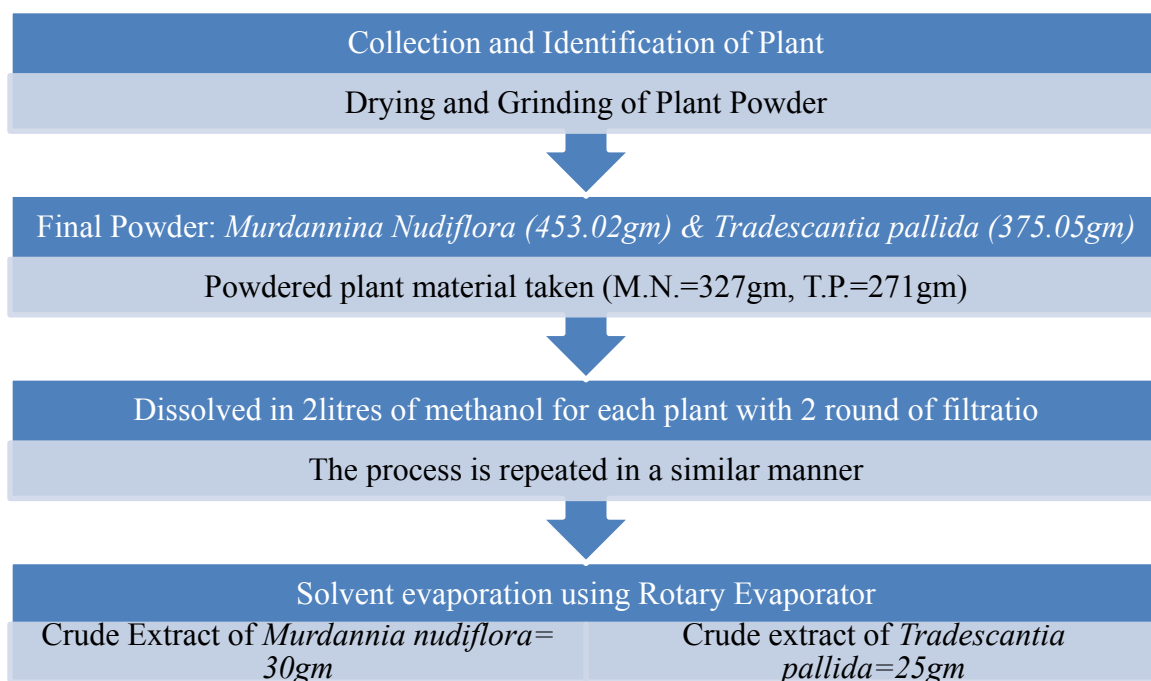 Collection and Identification of Plant
Drying and Grinding of Plant Powder
Final Powder: Murdannina Nudiflora (453.02gm) & Tradescantia pallida (375.05gm)
Powdered plant material taken (M.N.=327gm, T.P.=271gm)
Dissolved in 2litres of methanol for each plant with 2 round of filtratio
The process is repeated in a similar manner
Solvent evaporation using Rotary Evaporator
Crude Extract of Murdannia nudiflora=
30gm
Crude extract of Tradescantia
pallida=25gm